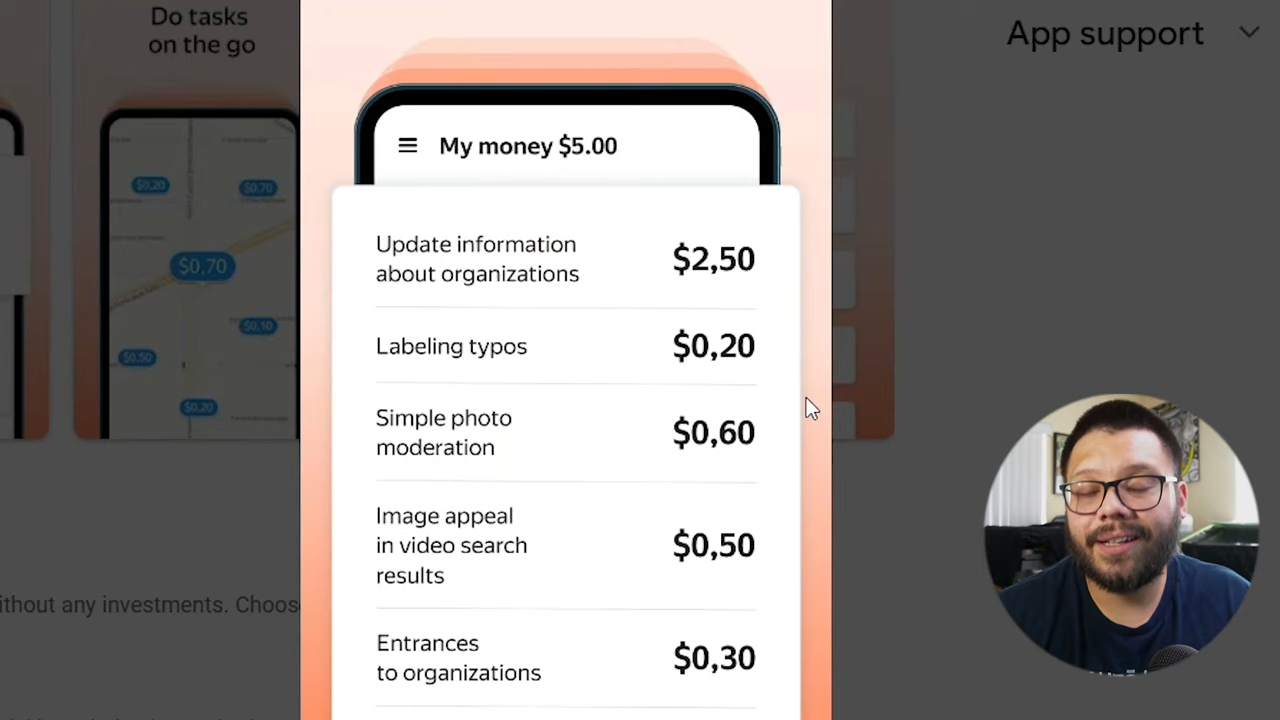 Do tasks
on the go
App support
My money $5.00
$0,20
$0,70
$0,70
$0,10
$0,50
$0,20
Update information
about organizations
$2,50
Labeling typos
$0,20
Simple photo
moderation
$0,60
Image appeal
in video search
results
$0,50
Entrances
to organizations
$0,30
without any investments. Choos